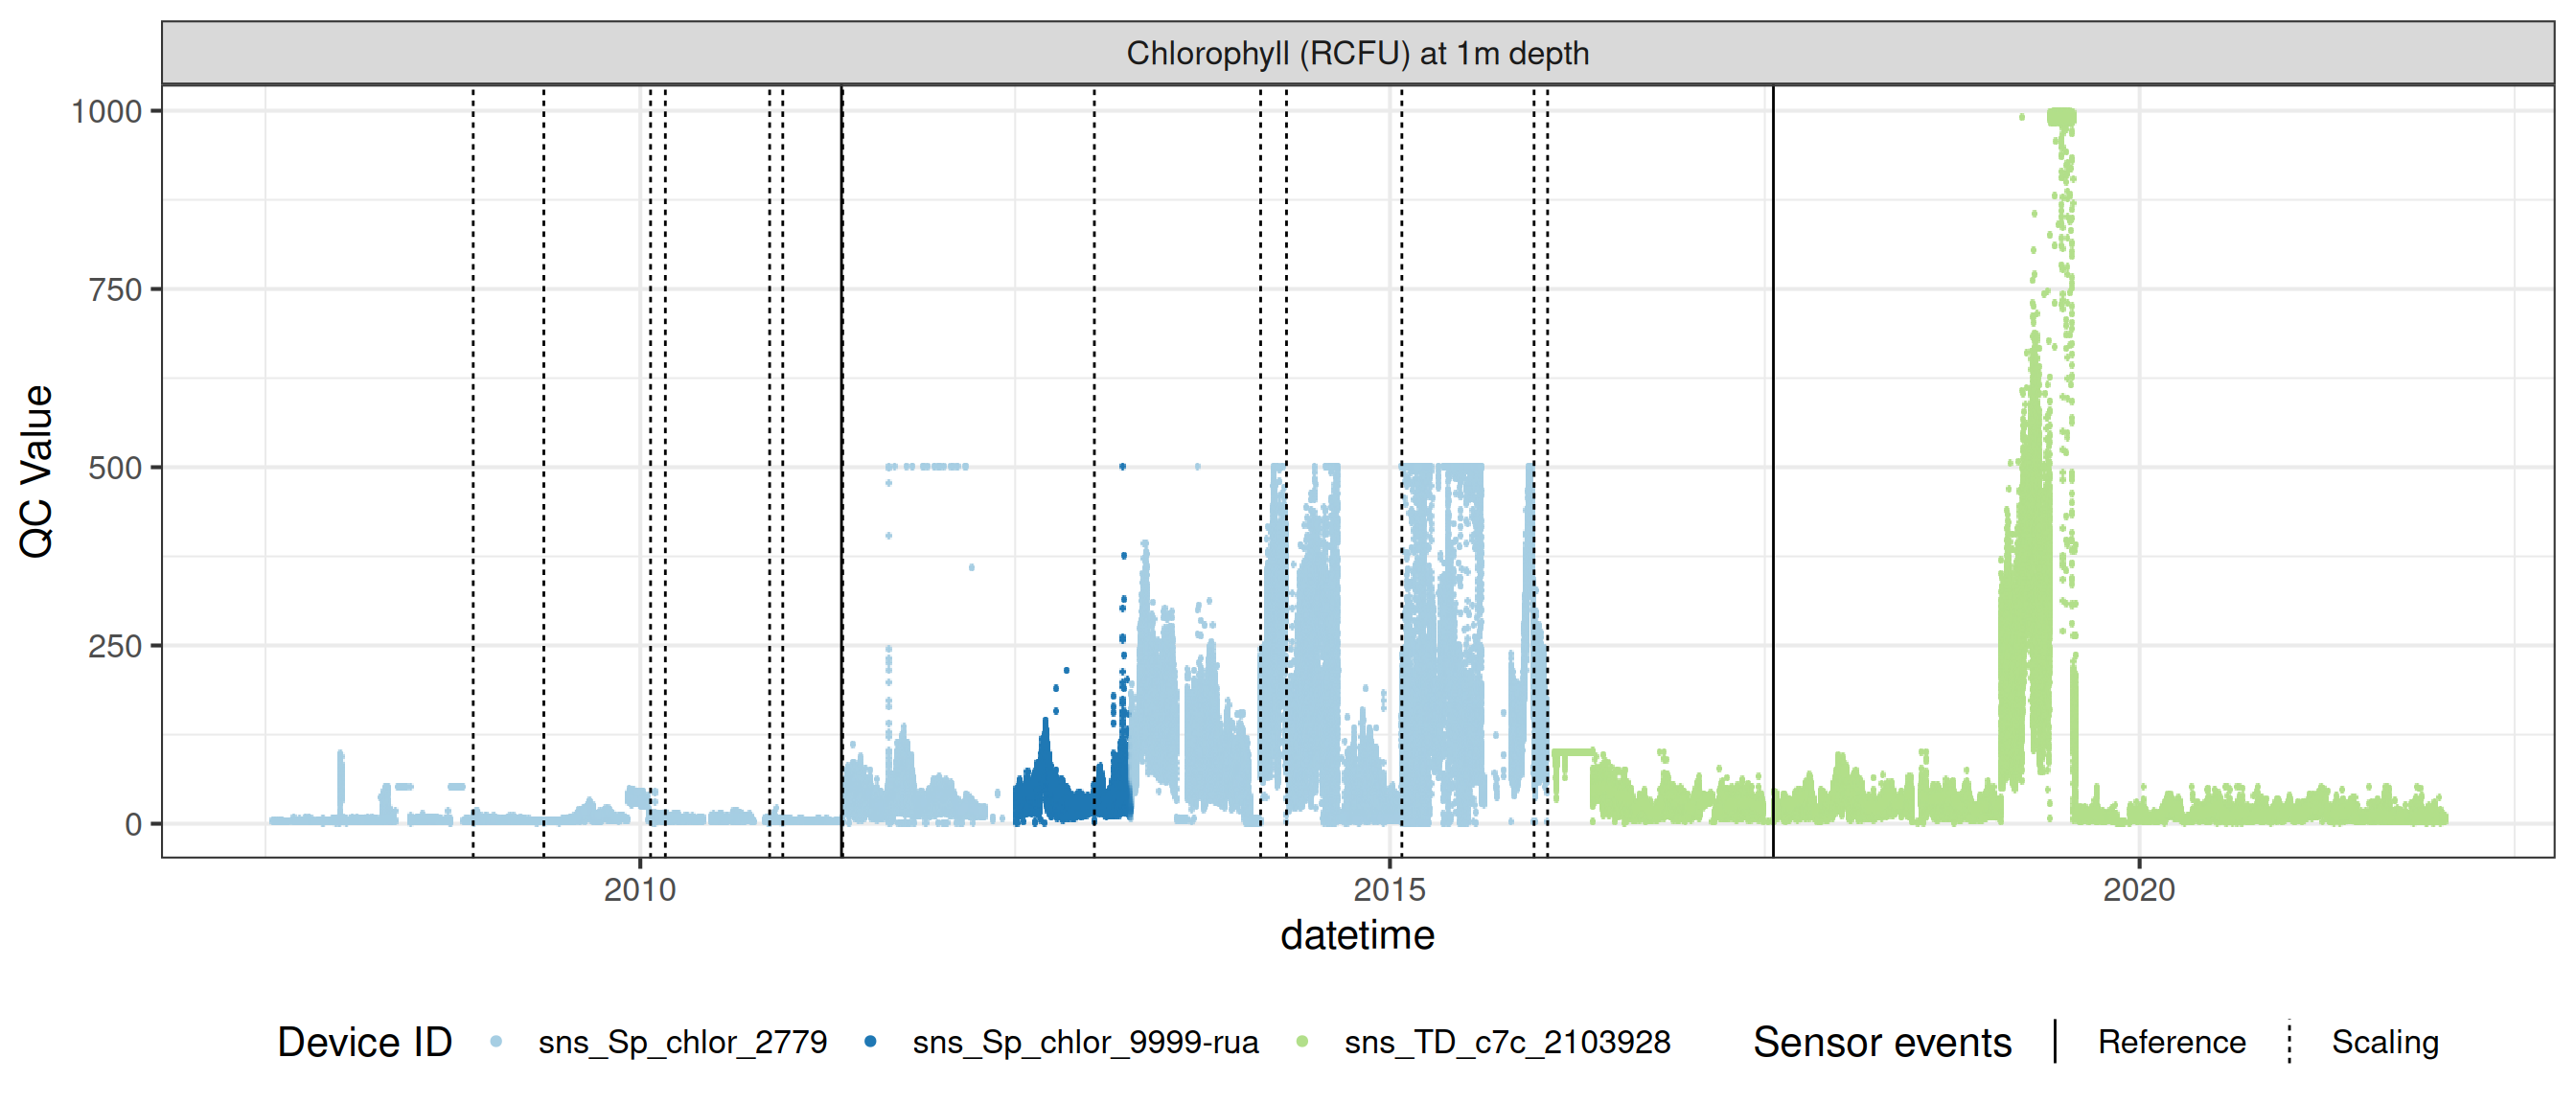 Chlorophyll (RCFU) at 1m depth
1000
750
500
250
0
QC Value
2010 2015 2020
datetime
Device ID sns_Sp_chlor_2779 sns_Sp_chlor_9999-rua sns_TD_c7c_2103928 Sensor events Reference Scaling